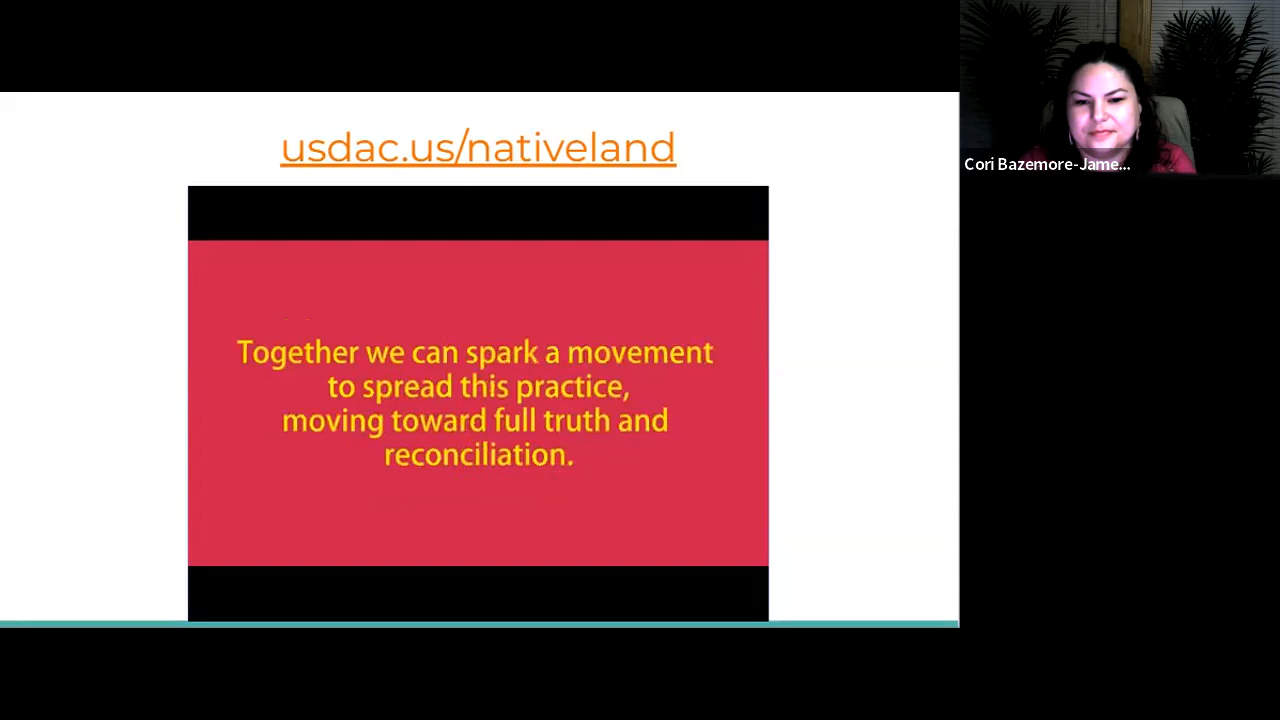 usdac.us/nativeland
Together we can spark a movement
to spread this practice,
moving toward full truth and
reconciliation.
Cori Bazemore-Jame...